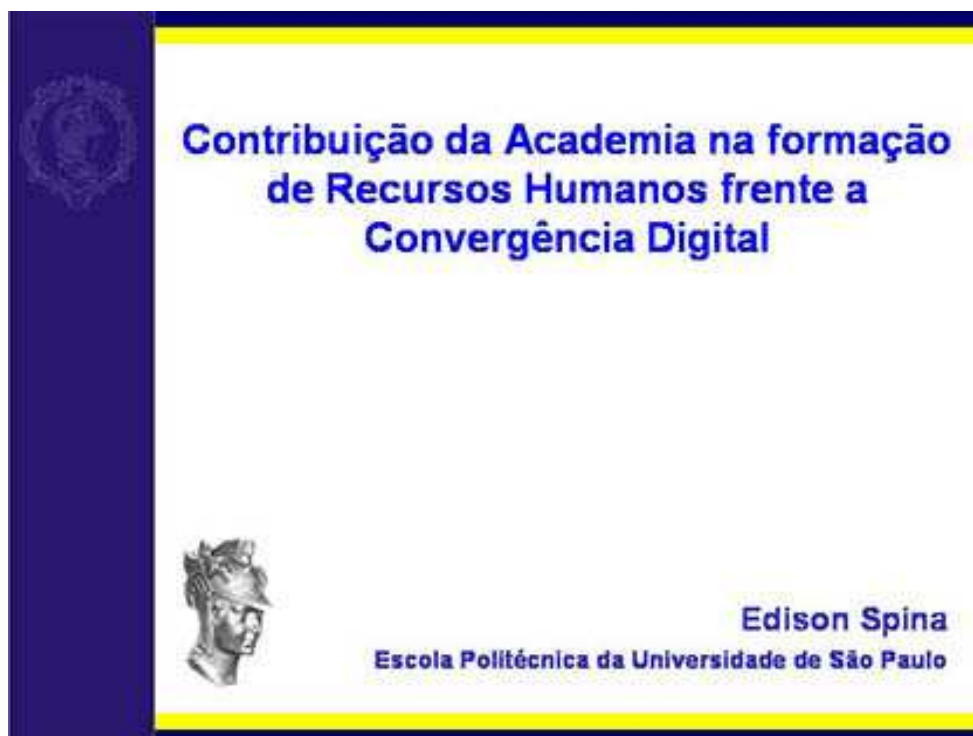 Contribuição da Academia na formação
de Recursos Humanos frente a
Convergência Digital
Edison Spina
Escola Politécnica da Universidade de São Paulo